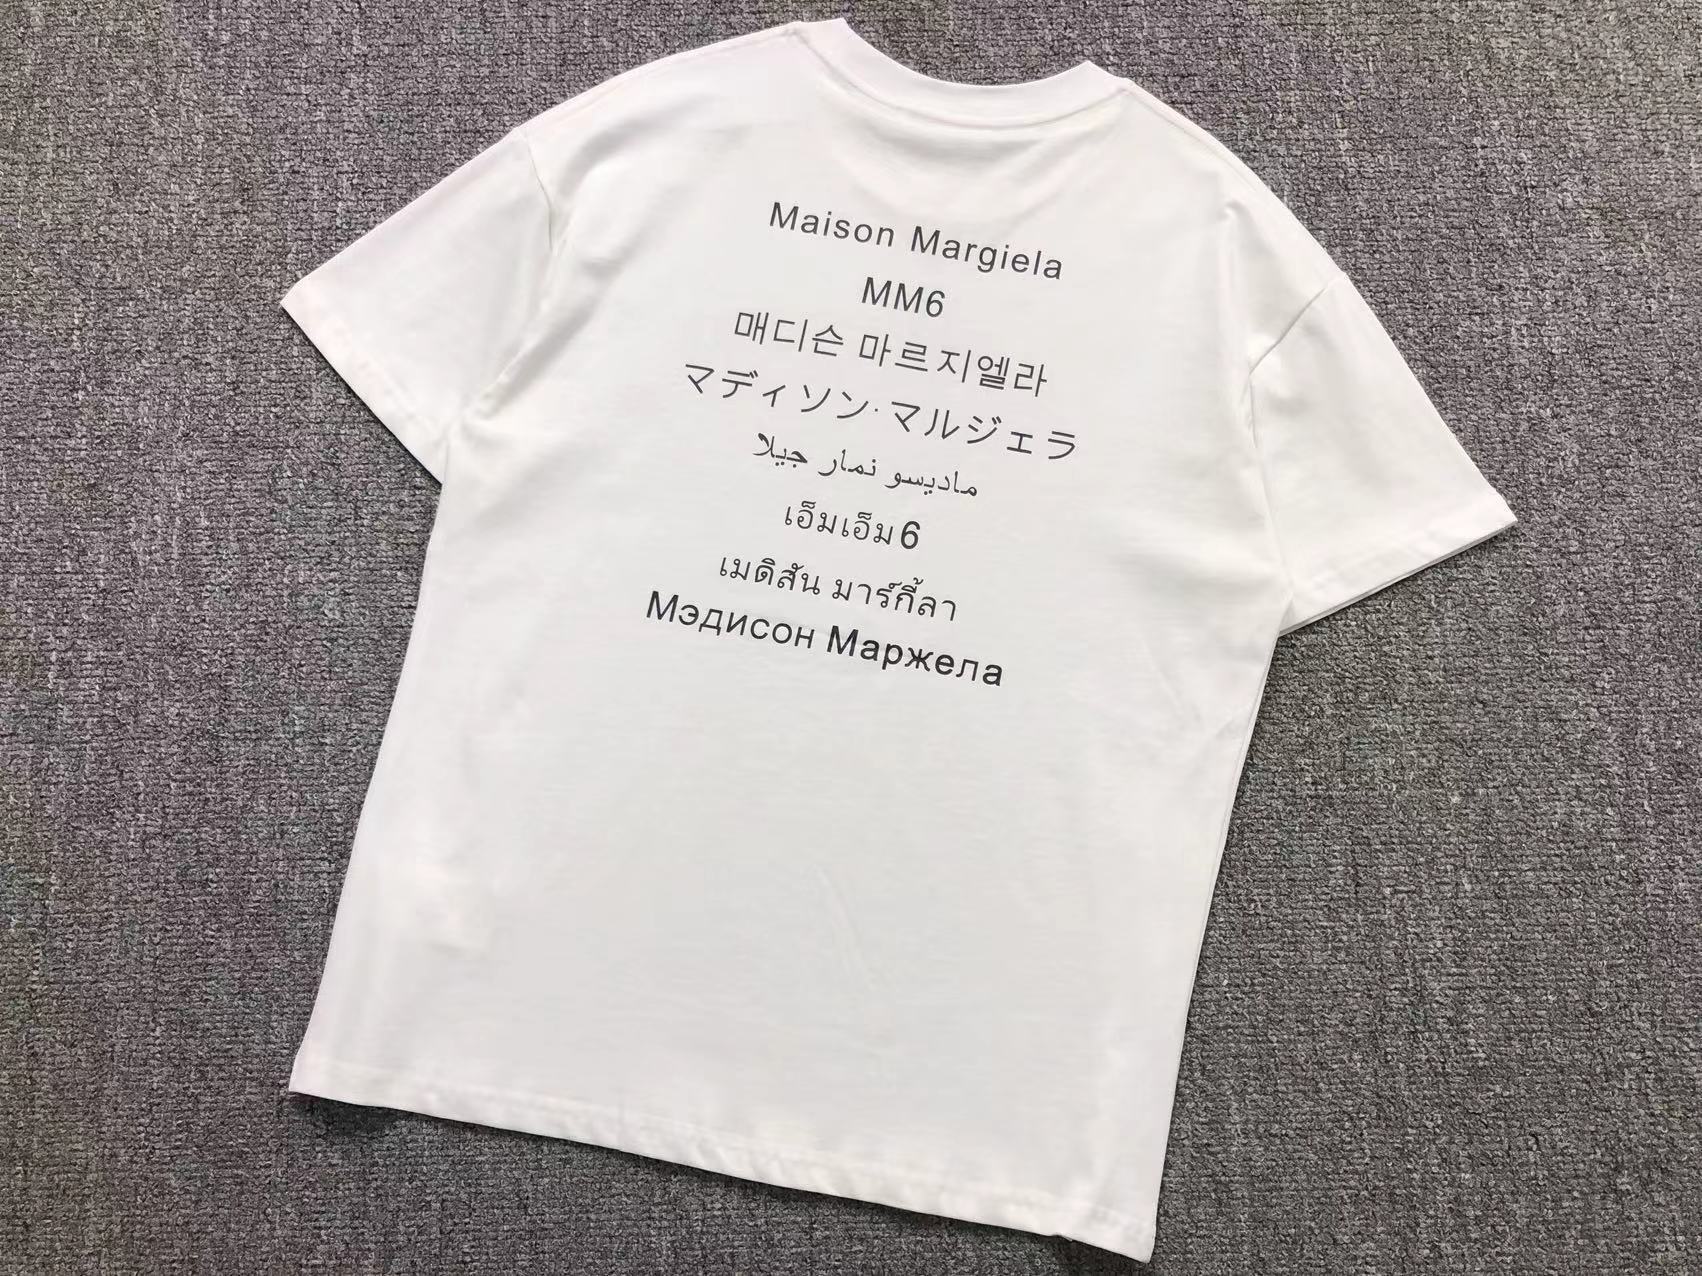 Maison Margiela
MM6
매디슨 마르지엘라
マディソン·マルジェラ
ماديسو نمار جيلا
เอ็มเอ็ม6
เมดิสัน มาร์กี้ลา
Мэдисон Маржела